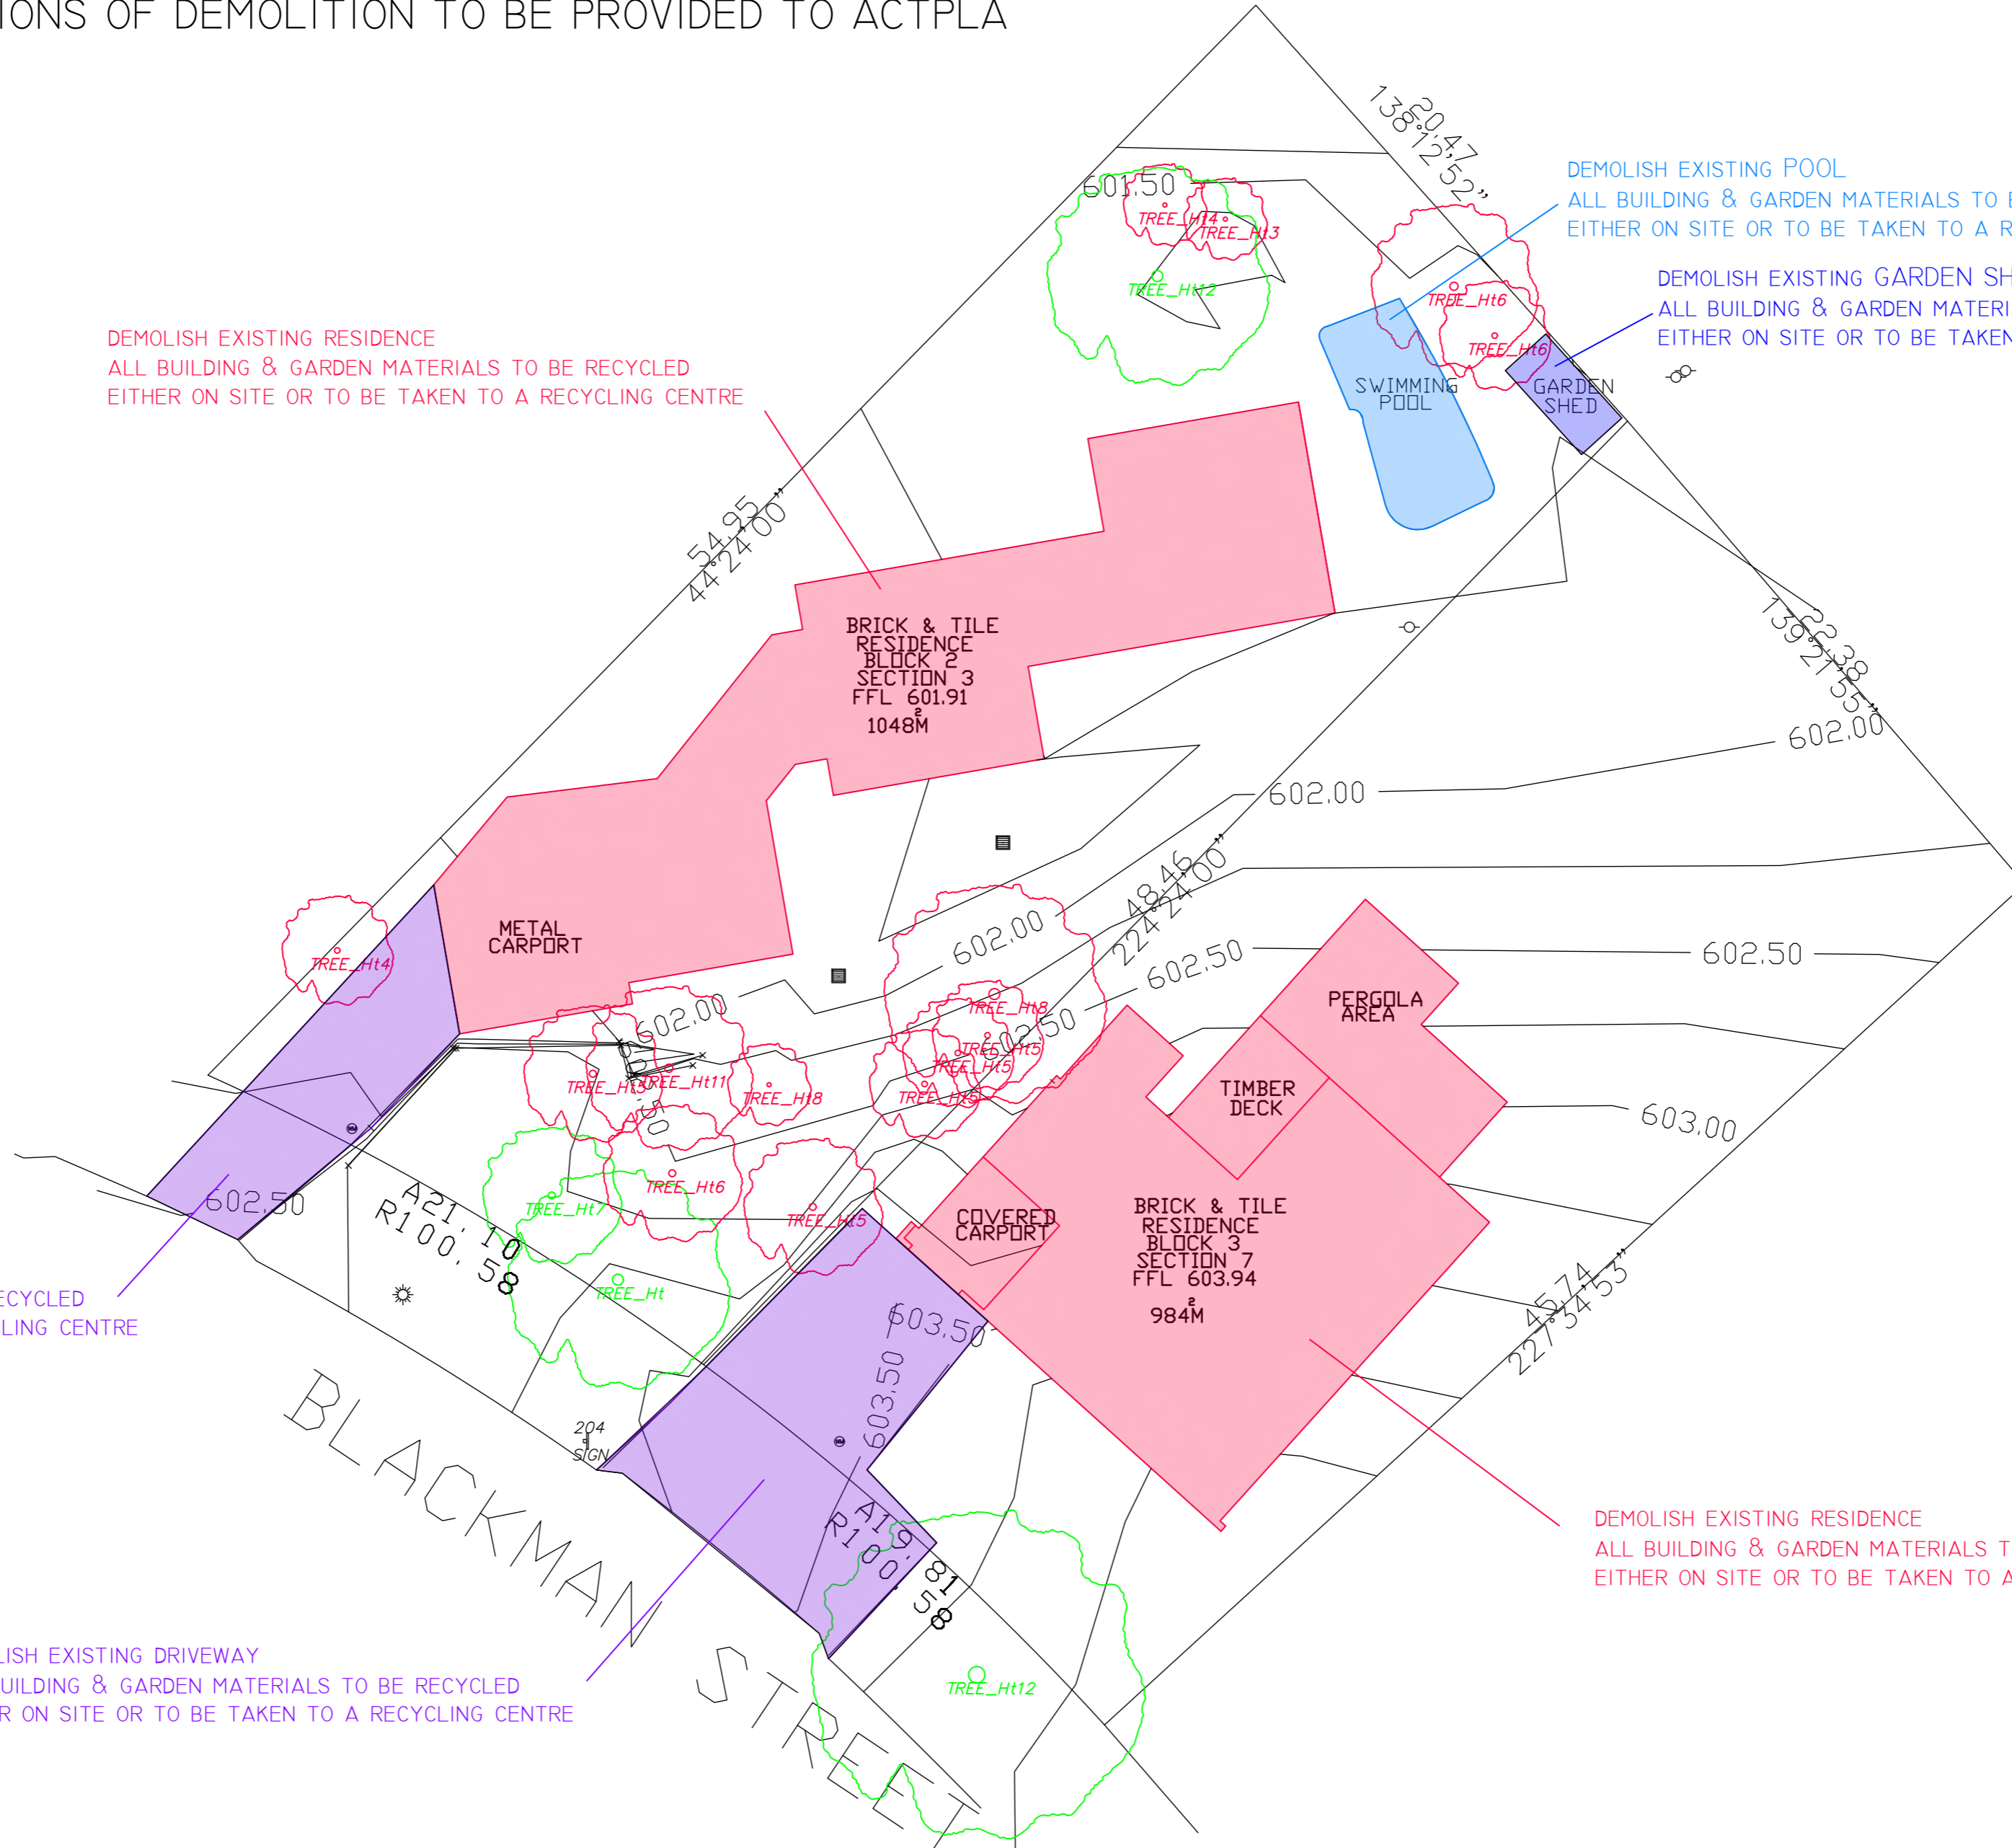 IONS OF DEMOLITION TO BE PROVIDED TO ACTPLA
20.47
138°12'52"
DEMOLISH EXISTING POOL
ALL BUILDING & GARDEN MATERIALS TO
EITHER ON SITE OR TO BE TAKEN TO A R
601.50
TREE_Ht4
TREE_Ht3
TREE_Ht12
TREE_Ht6
TREE_Ht6
DEMOLISH EXISTING GARDEN SH
ALL BUILDING & GARDEN MATERI
EITHER ON SITE OR TO BE TAKEN
SWIMMING
POOL
GARDEN
SHED
DEMOLISH EXISTING RESIDENCE
ALL BUILDING & GARDEN MATERIALS TO BE RECYCLED
EITHER ON SITE OR TO BE TAKEN TO A RECYCLING CENTRE
54.95
44°24'00"
BRICK & TILE
RESIDENCE
BLOCK 2
SECTION 3
FFL 601.91
1048M²
22.38
139°21'55"
602.00
602.00
48.46
224°24'00"
METAL
CARPORT
602.00
602.50
602.50
TREE_Ht4
602.00
TREE_Ht8
602.50
TREE_Ht5
TREE_Ht5
TREE_Ht5
PERGOLA
AREA
TIMBER
DECK
603.00
TREE_Ht5
TREE_Ht11
TREE_Ht8
602.50
TREE_Ht6
TREE_Ht7
TREE_Ht5
TREE_Ht
A21.10
R100.58
COVERED
CARPORT
BRICK & TILE
RESIDENCE
BLOCK 3
SECTION 7
FFL 603.94
984M²
45.74
227°34'53"
ECYCLED
LING CENTRE
603.50
603.50
204
SIGN
BLACKMAN STREET
A19.81
R100.58
DEMOLISH EXISTING RESIDENCE
ALL BUILDING & GARDEN MATERIALS T
EITHER ON SITE OR TO BE TAKEN TO A
LISH EXISTING DRIVEWAY
UILDING & GARDEN MATERIALS TO BE RECYCLED
R ON SITE OR TO BE TAKEN TO A RECYCLING CENTRE
TREE_Ht12